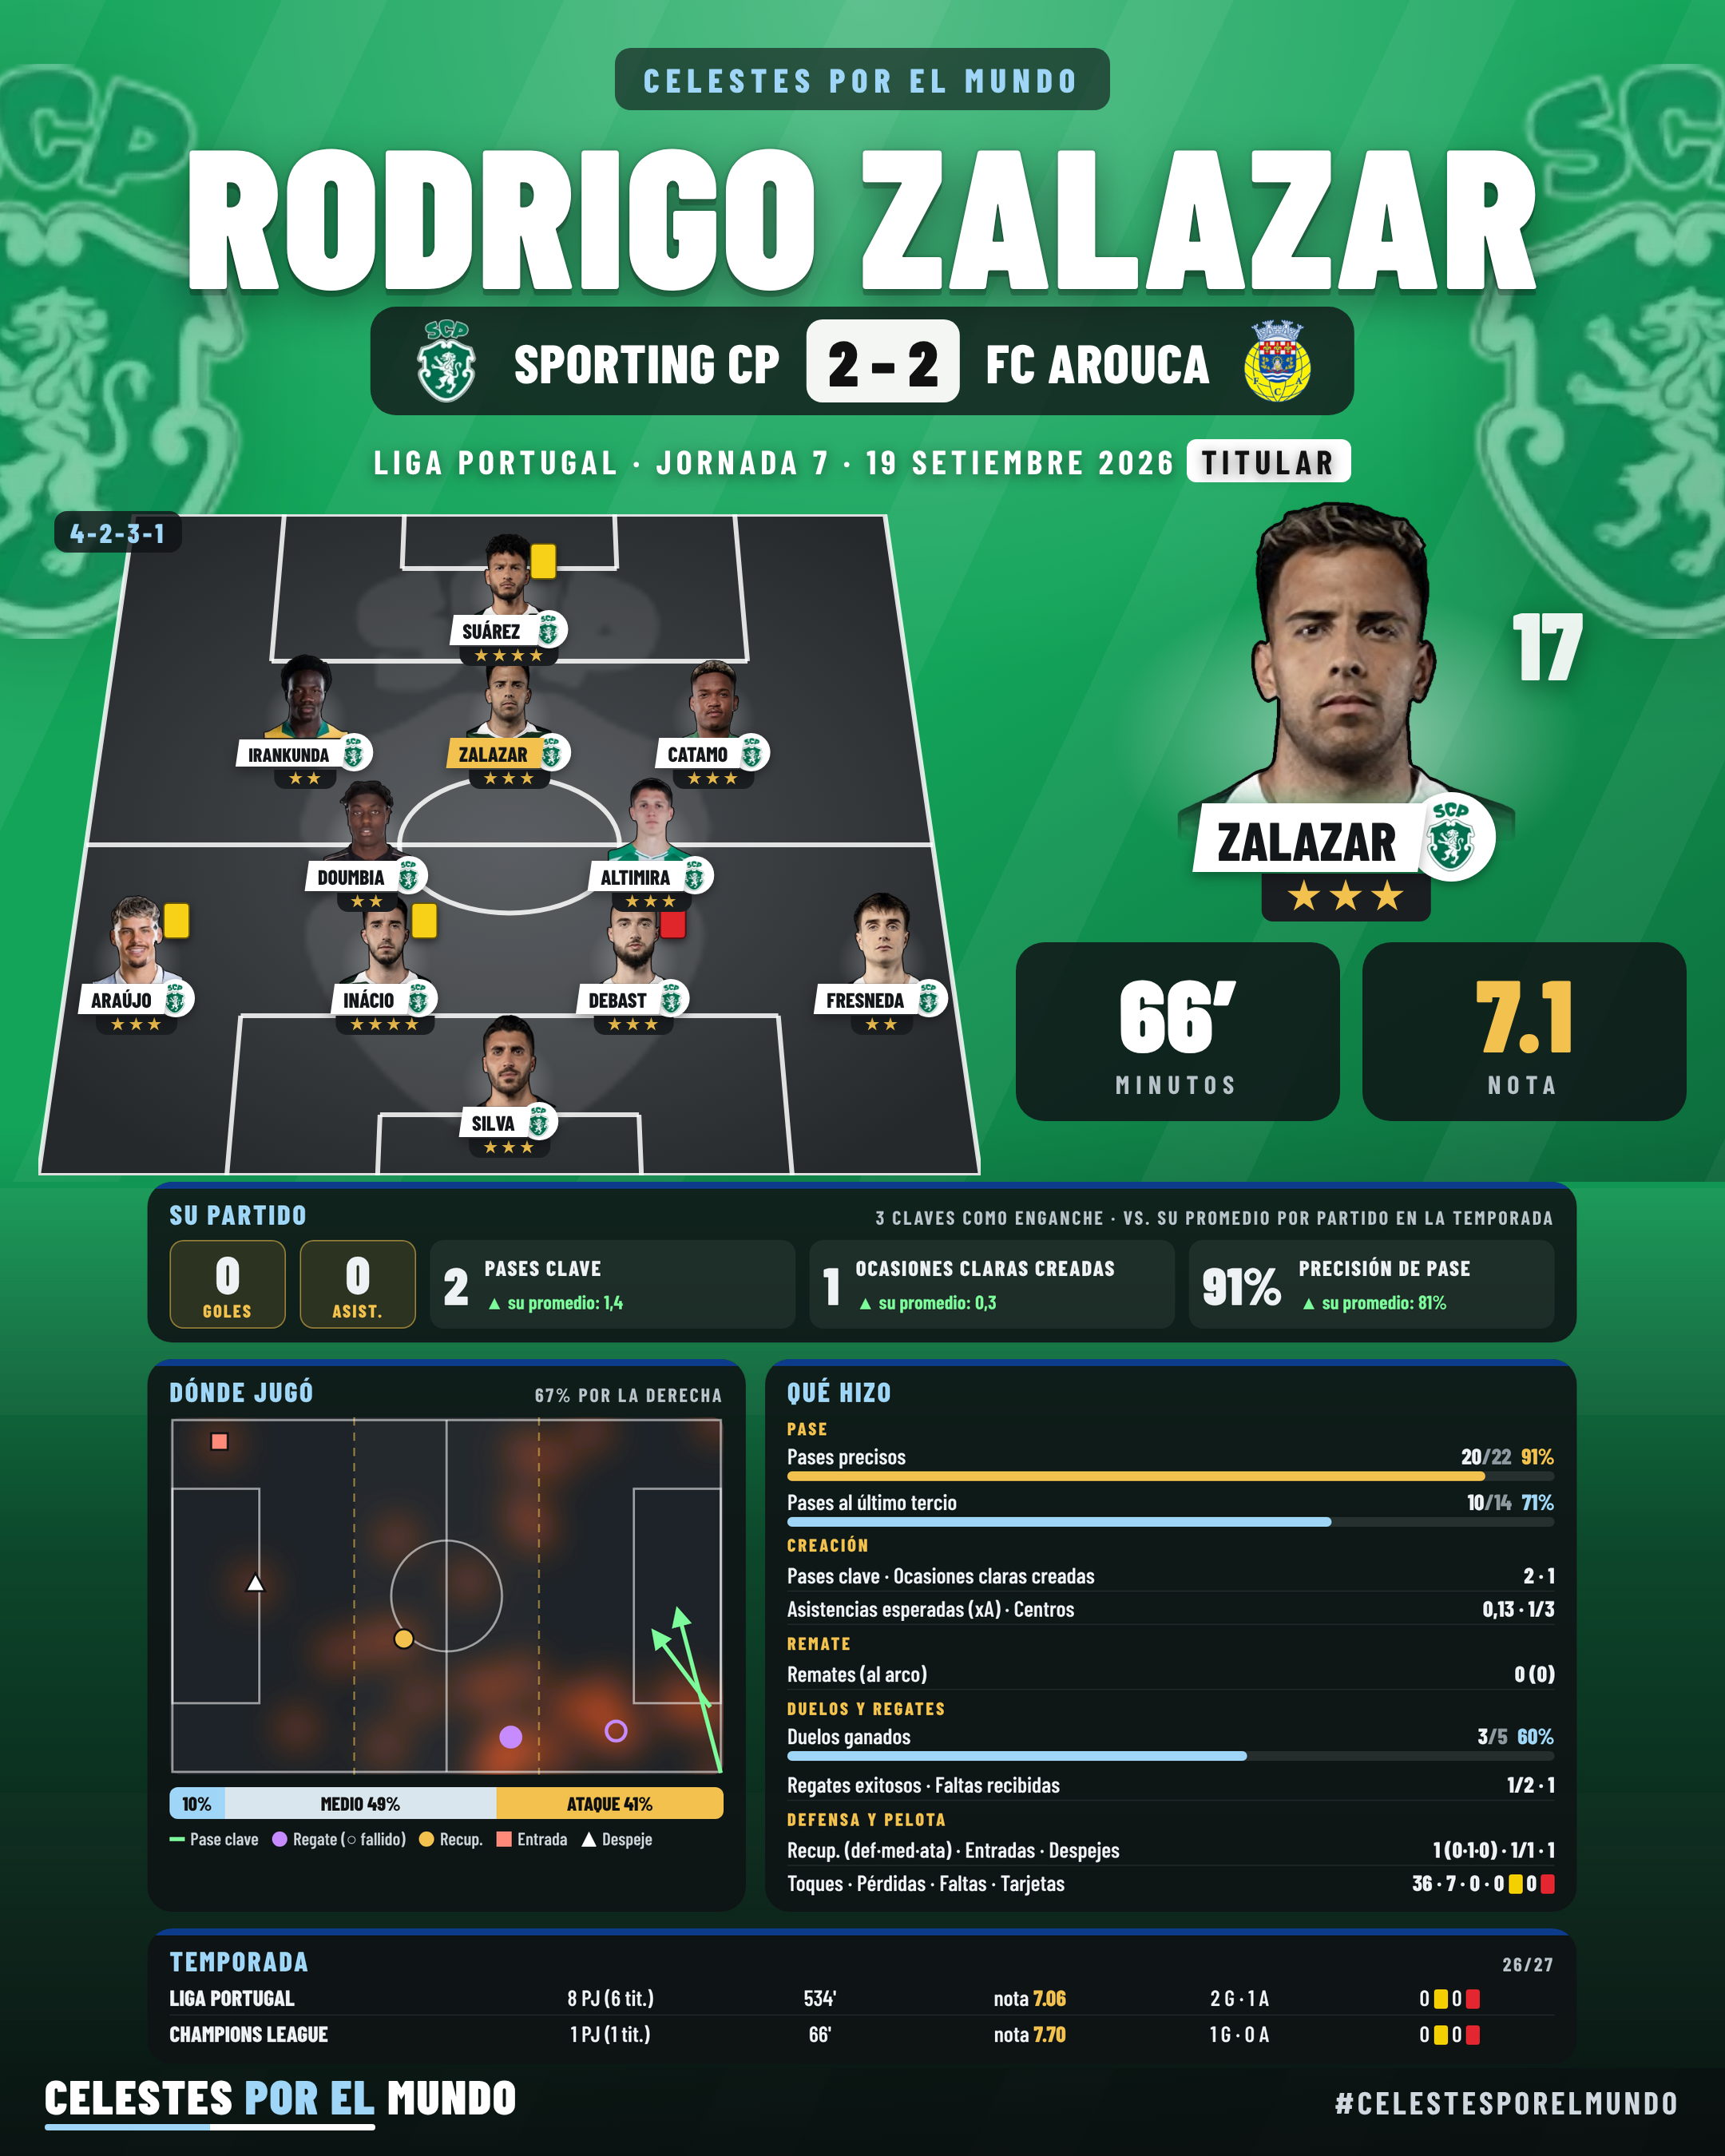 CELESTES POR EL MUNDO
RODRIGO ZALAZAR
SCP SPORTING CP 2 - 2 FC AROUCA F C A
LIGA PORTUGAL · JORNADA 7 · 19 SETIEMBRE 2026 TITULAR
4-2-3-1
SUÁREZ
★★★★
IRANKUNDA ZALAZAR CATAMO
★★ ★★★ ★★★
DOUMBIA ALTIMIRA
★★ ★★★
ARAÚJO INÁCIO DEBAST FRESNEDA
★★★ ★★★★ ★★★ ★★
SILVA
★★★
17
ZALAZAR SCP
★★★
66’
MINUTOS
7.1
NOTA
SU PARTIDO
3 CLAVES COMO ENGANCHE · VS. SU PROMEDIO POR PARTIDO EN LA TEMPORADA
0
GOLES
0
ASIST.
2 PASES CLAVE
▲ su promedio: 1,4
1 OCASIONES CLARAS CREADAS
▲ su promedio: 0,3
91% PRECISIÓN DE PASE
▲ su promedio: 81%
DÓNDE JUGÓ
67% POR LA DERECHA
10% MEDIO 49% ATAQUE 41%
Pase clave Regate (○ fallido) Recup. Entrada Despeje
QUÉ HIZO
PASE
Pases precisos 20/22 91%
Pases al último tercio 10/14 71%
CREACIÓN
Pases clave · Ocasiones claras creadas 2 · 1
Asistencias esperadas (xA) · Centros 0,13 · 1/3
REMATE
Remates (al arco) 0 (0)
DUELOS Y REGATES
Duelos ganados 3/5 60%
Regates exitosos · Faltas recibidas 1/2 · 1
DEFENSA Y PELOTA
Recup. (def·med·ata) · Entradas · Despejes 1 (0·1·0) · 1/1 · 1
Toques · Pérdidas · Faltas · Tarjetas 36 · 7 · 0 · 0 0
TEMPORADA 26/27
LIGA PORTUGAL 8 PJ (6 tit.) 534' nota 7.06 2 G · 1 A 0 0
CHAMPIONS LEAGUE 1 PJ (1 tit.) 66' nota 7.70 1 G · 0 A 0 0
CELESTES POR EL MUNDO #CELESTESPORELMUNDO